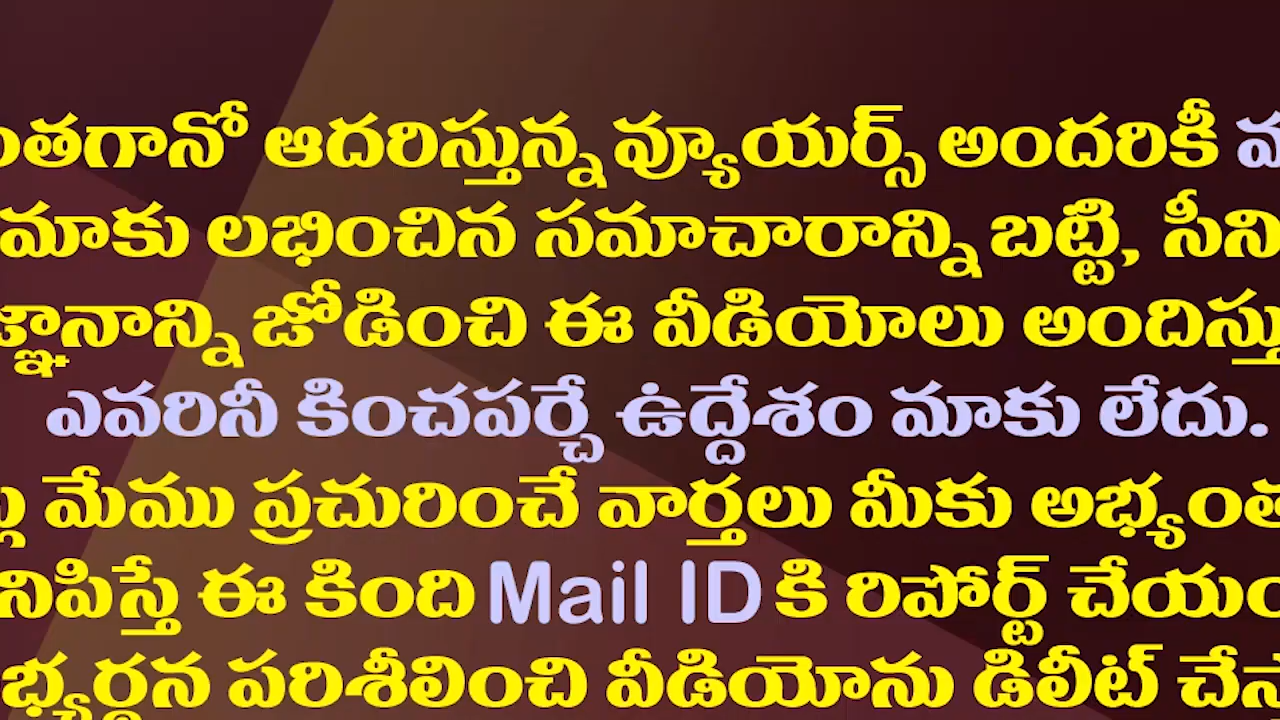 ంతగానో ఆదరిస్తున్న వ్యూయర్స్ అందరికీ
మాకు లభించిన సమాచారాన్ని బట్టి, సీని
జ్ఞానాన్ని జోడించి ఈ వీడియోలు అందిస్తు
ఎవరినీ కించపర్చే ఉద్దేశం మాకు లేదు.
మేము ప్రచురించే వార్తలు మీకు అభ్యంత
నిపిస్తే ఈ కింది Mail ID కి రిపోర్ట్ చేయం
భ్యర్థన పరిశీలించి వీడియోను డిలీట్ చేస